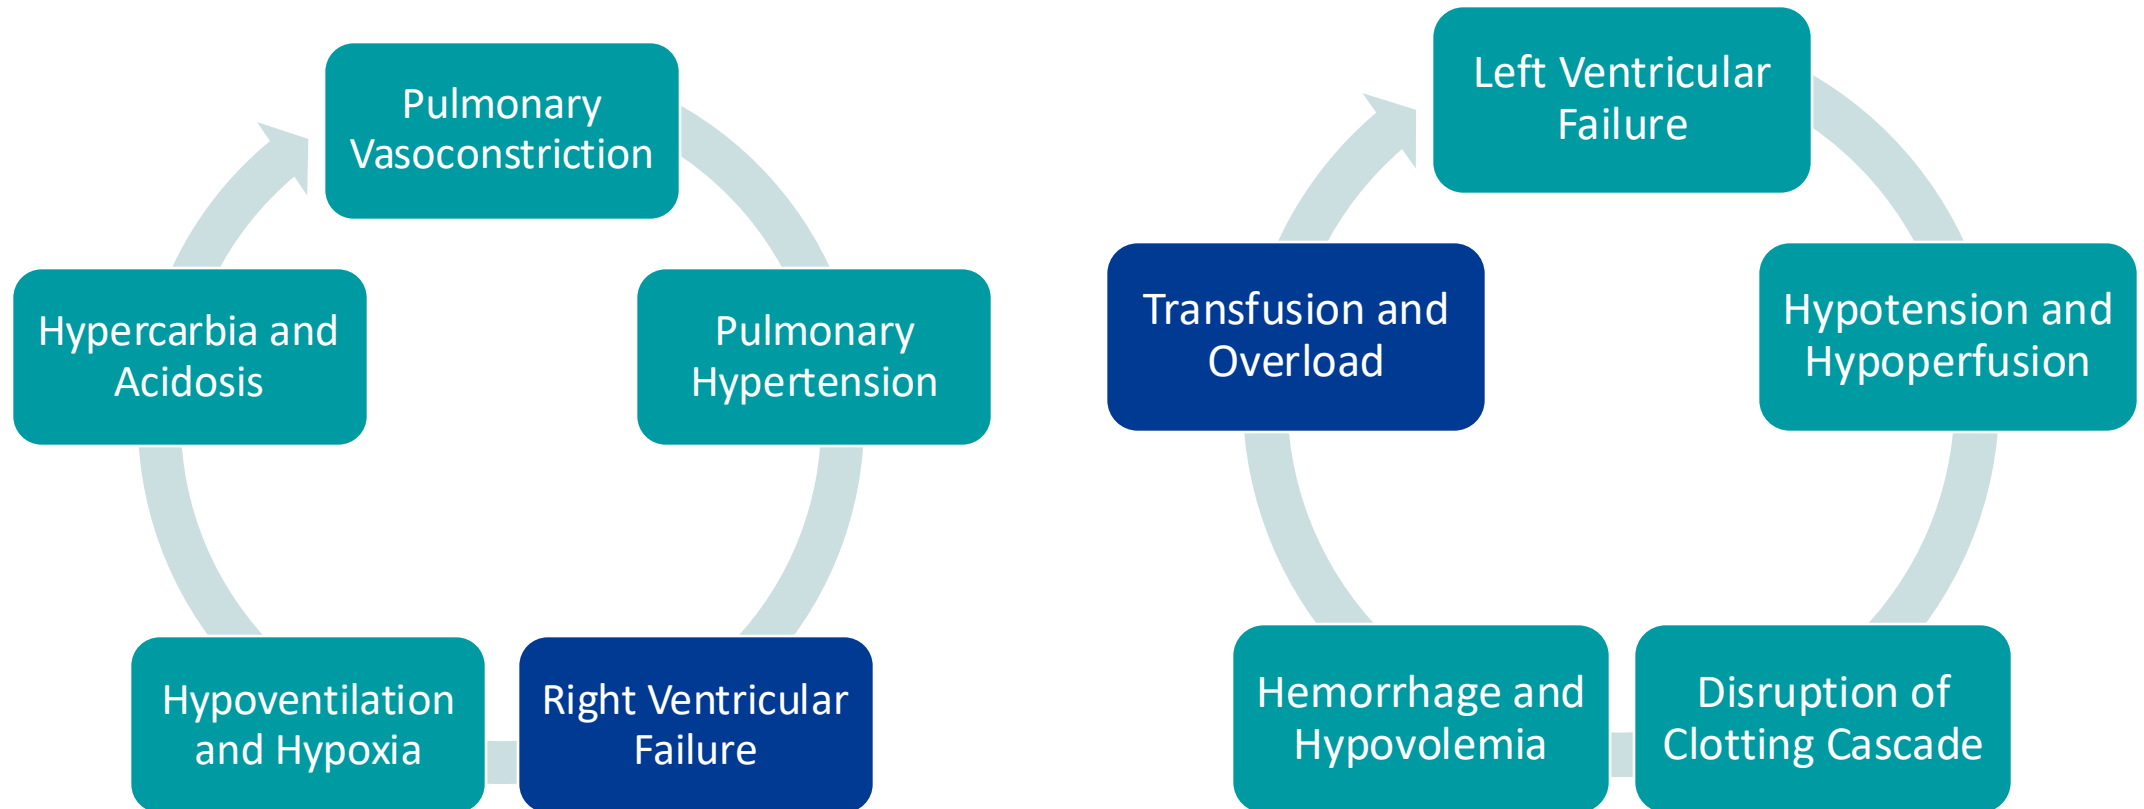 Pulmonary
Vasoconstriction
Pulmonary
Hypertension
Right Ventricular
Failure
Hypoventilation
and Hypoxia
Hypercarbia and
Acidosis
Left Ventricular
Failure
Hypotension and
Hypoperfusion
Disruption of
Clotting Cascade
Hemorrhage and
Hypovolemia
Transfusion and
Overload